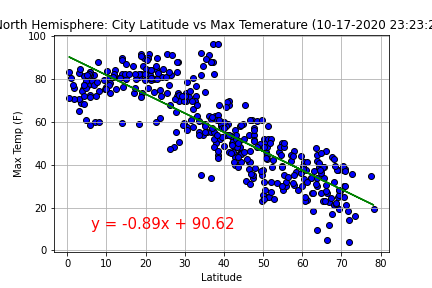 North Hemisphere: City Latitude vs Max Temerature (10-17-2020 23:23:2
100
80
60
40
20
0
Max Temp (F)
y = -0.89x + 90.62
0 10 20 30 40 50 60 70 80
Latitude